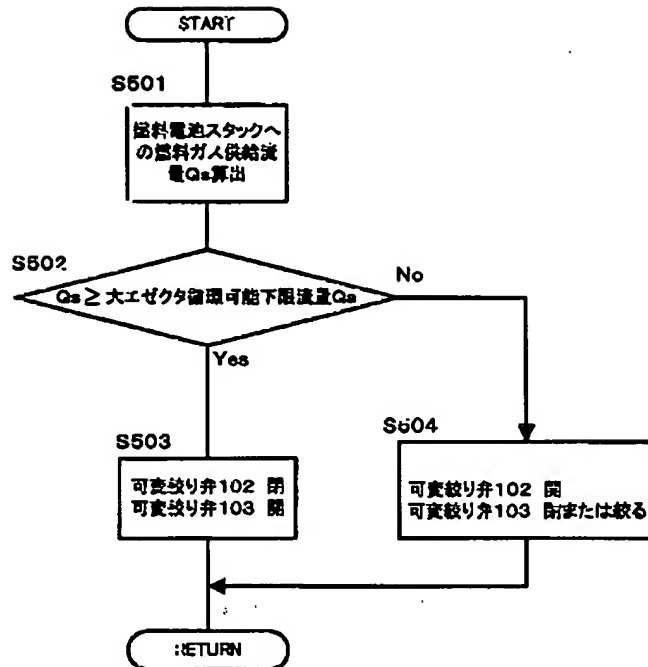 START
S501
燃料電池スタックへ
の燃料ガス供給流
量Qs算出
S502
Qs≧大エゼクタ循環可能下限流量Qa
No
Yes
S503
可変絞り弁102 閉
可変絞り弁103 開
S504
可変絞り弁102 開
可変絞り弁103 閉または絞る
RETURN